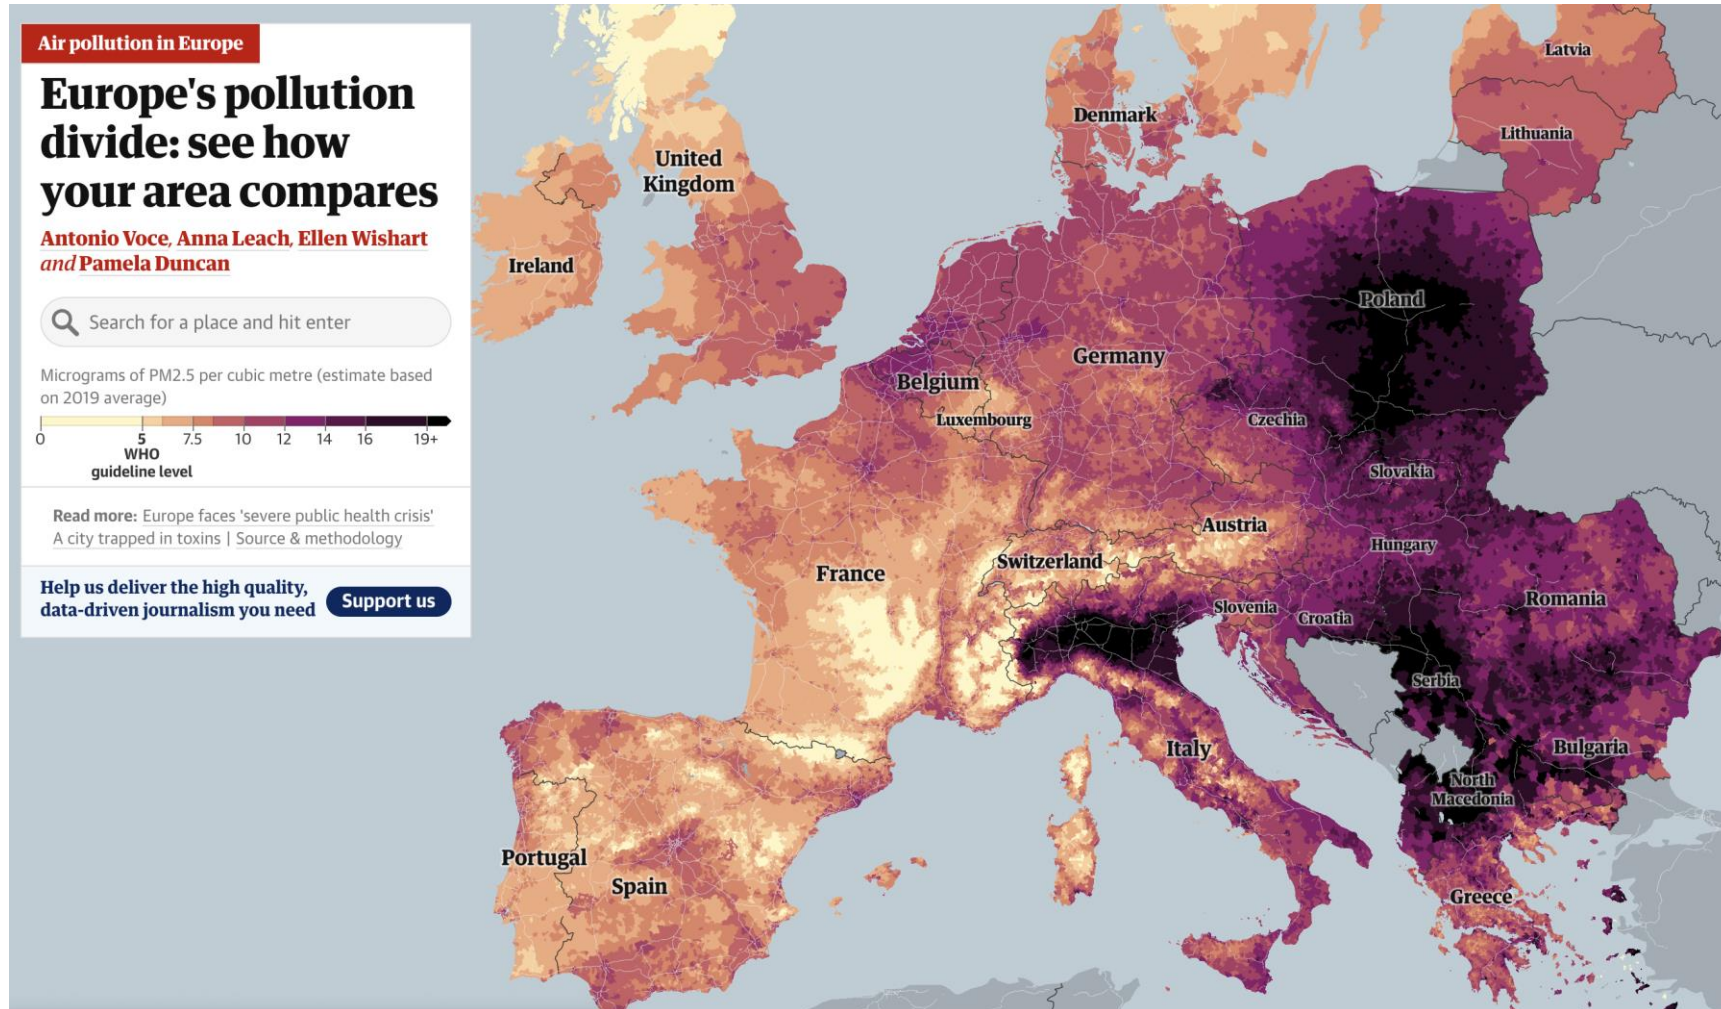 Air pollution in Europe
Europe's pollution
divide: see how
your area compares
Antonio Voce, Anna Leach, Ellen Wishart
and Pamela Duncan
Search for a place and hit enter
Micrograms of PM2.5 per cubic metre (estimate based
on 2019 average)
0 5 7.5 10 12 14 16 19+
WHO
guideline level
Read more: Europe faces 'severe public health crisis'
A city trapped in toxins | Source & methodology
Help us deliver the high quality,
data-driven journalism you need
Support us
Latvia
Denmark
Lithuania
United
Kingdom
Ireland
Poland
Germany
Belgium
Luxembourg
Czechia
Slovakia
Austria
Hungary
Switzerland
France
Romania
Slovenia
Croatia
Serbia
Italy
Bulgaria
North
Macedonia
Portugal
Spain
Greece